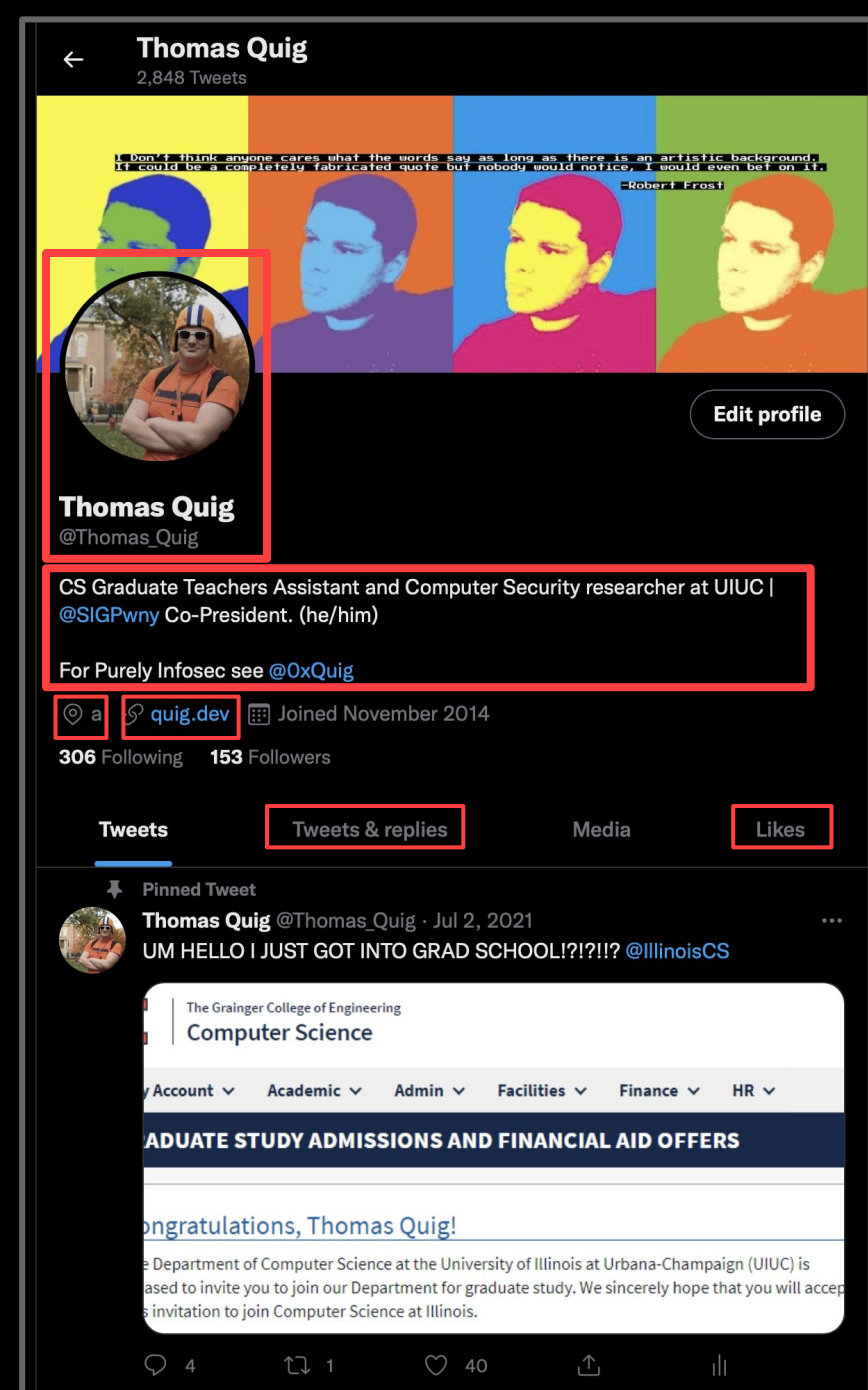 Thomas Quig
2,848 Tweets
I Don't think anyone cares what the words say as long as there is an artistic background.
It could be a completely fabricated quote but nobody would notice, I would even bet on it.
-Robert Frost
Edit profile
Thomas Quig
@Thomas_Quig
CS Graduate Teachers Assistant and Computer Security researcher at UIUC |
@SIGPwny Co-President. (he/him)
For Purely Infosec see @0xQuig
a quig.dev Joined November 2014
306 Following 153 Followers
Tweets Tweets & replies Media Likes
Pinned Tweet
Thomas Quig @Thomas_Quig · Jul 2, 2021
UM HELLO I JUST GOT INTO GRAD SCHOOL!?!?!!? @IllinoisCS
The Grainger College of Engineering
Computer Science
y Account Academic Admin Facilities Finance HR
RADUATE STUDY ADMISSIONS AND FINANCIAL AID OFFERS
ongratulations, Thomas Quig!
e Department of Computer Science at the University of Illinois at Urbana-Champaign (UIUC) is
ased to invite you to join our Department for graduate study. We sincerely hope that you will accep
s invitation to join Computer Science at Illinois.
4 1 40